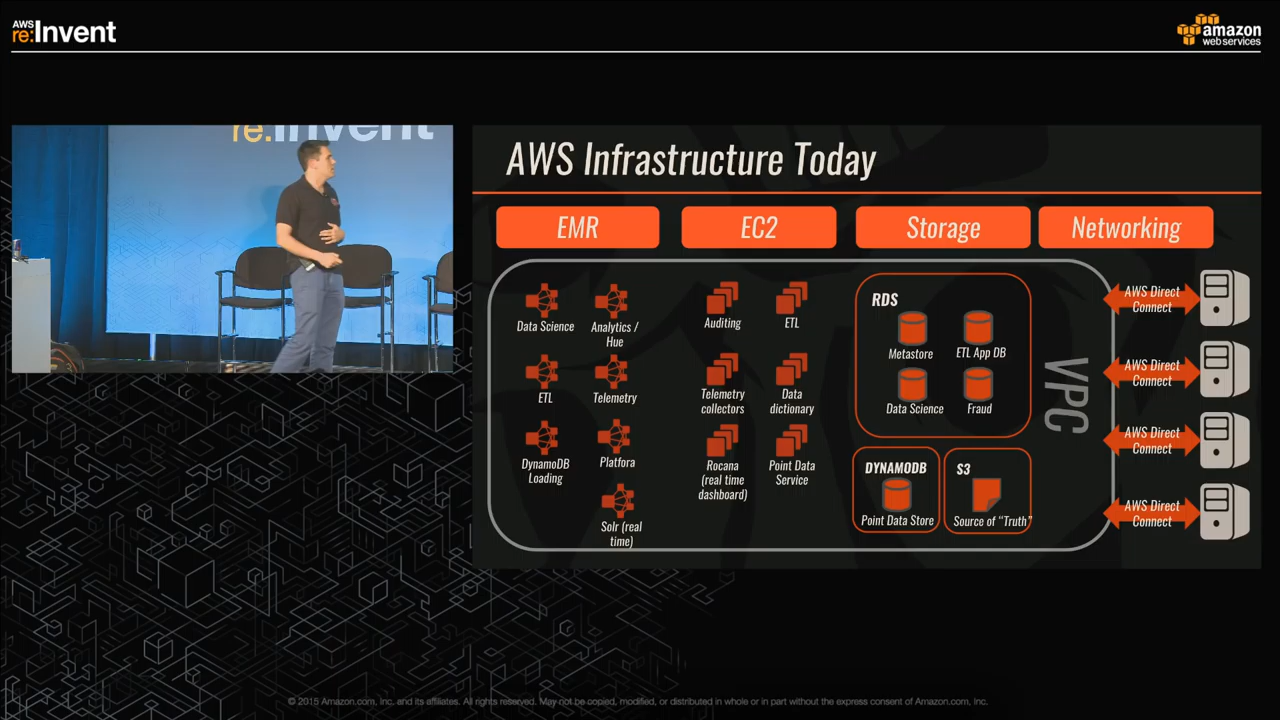 AWS
re:Invent
amazon
web services
re:Invent
AWS Infrastructure Today
EMR
EC2
Storage
Networking
Data Science
Analytics /
Hue
ETL
Telemetry
DynamoDB
Loading
Platfora
Solr (real
time)
Auditing
ETL
Telemetry
collectors
Data
dictionary
Rocana
(real time
dashboard)
Point Data
Service
RDS
Metastore
ETL App DB
Data Science
Fraud
DYNAMODB
Point Data Store
S3
Source of “Truth”
VPC
AWS Direct
Connect
AWS Direct
Connect
AWS Direct
Connect
AWS Direct
Connect
© 2015 Amazon.com, Inc. and its affiliates. All rights reserved. May not be copied, modified, or distributed in whole or in part without the express consent of Amazon.com, Inc.